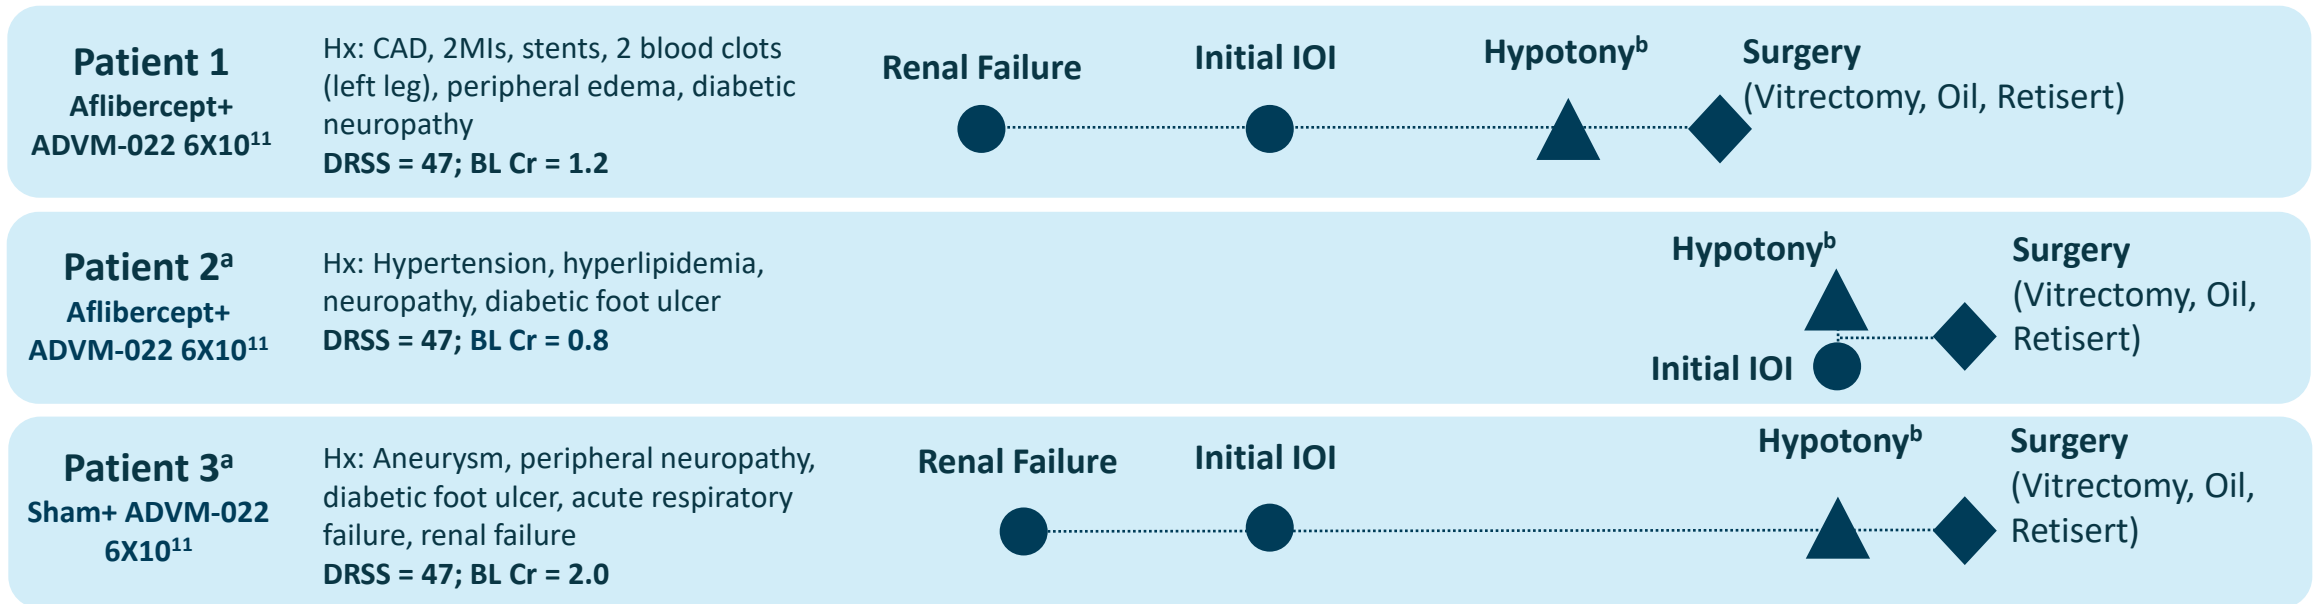 Patient 1
Aflibercept+
ADVM-022 6X10¹¹
Hx: CAD, 2MIs, stents, 2 blood clots
(left leg), peripheral edema, diabetic
neuropathy
DRSS = 47; BL Cr = 1.2
Renal Failure
Initial IOI
Hypotonyᵇ
Surgery
(Vitrectomy, Oil, Retisert)
Patient 2ᵃ
Aflibercept+
ADVM-022 6X10¹¹
Hx: Hypertension, hyperlipidemia,
neuropathy, diabetic foot ulcer
DRSS = 47; BL Cr = 0.8
Hypotonyᵇ
Initial IOI
Surgery
(Vitrectomy, Oil,
Retisert)
Patient 3ᵃ
Sham+ ADVM-022
6X10¹¹
Hx: Aneurysm, peripheral neuropathy,
diabetic foot ulcer, acute respiratory
failure, renal failure
DRSS = 47; BL Cr = 2.0
Renal Failure
Initial IOI
Hypotonyᵇ
Surgery
(Vitrectomy, Oil,
Retisert)